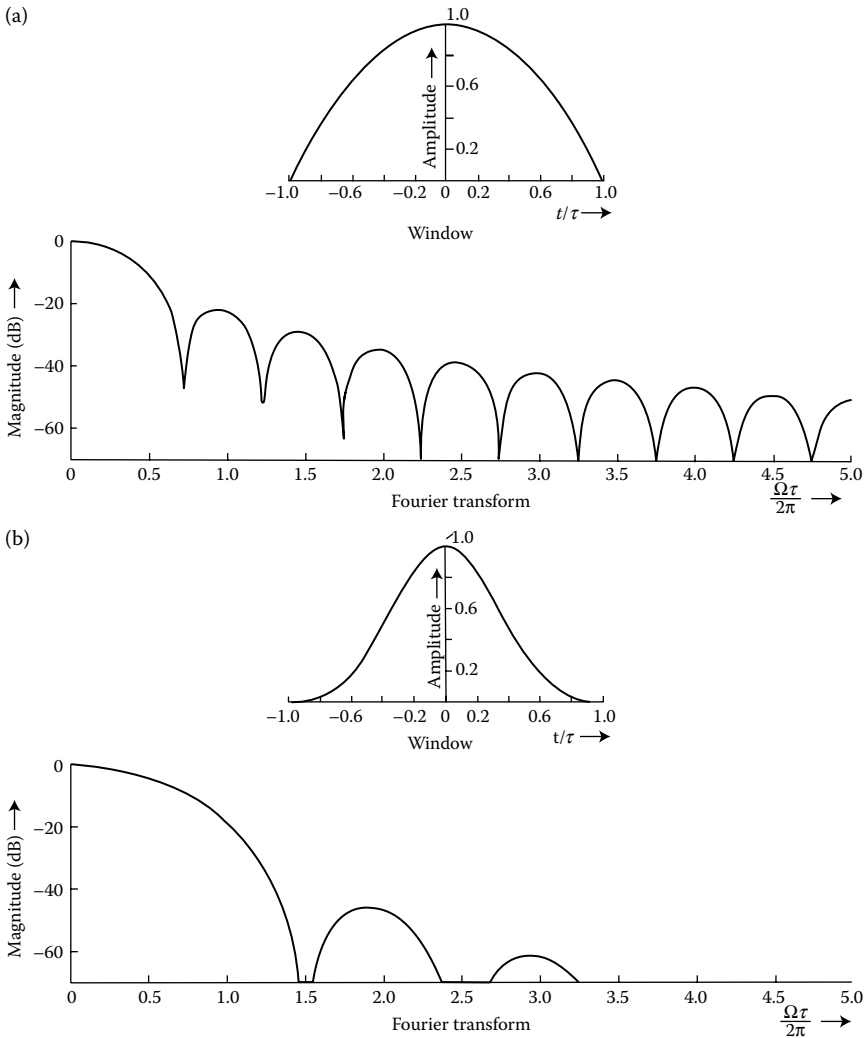 (a)
1.0
0.6
0.2
Amplitude
−1.0 −0.6 −0.2 0 0.2 0.6 1.0
t/τ
Window
0
−20
−40
−60
Magnitude (dB)
0 0.5 1.0 1.5 2.0 2.5 3.0 3.5 4.0 4.5 5.0
Fourier transform
Ωτ
2π
(b)
1.0
0.6
0.2
Amplitude
−1.0 −0.6 −0.2 0 0.2 0.6 1.0
Window
t/τ
0
−20
−40
−60
Magnitude (dB)
0 0.5 1.0 1.5 2.0 2.5 3.0 3.5 4.0 4.5 5.0
Fourier transform
Ωτ
2π